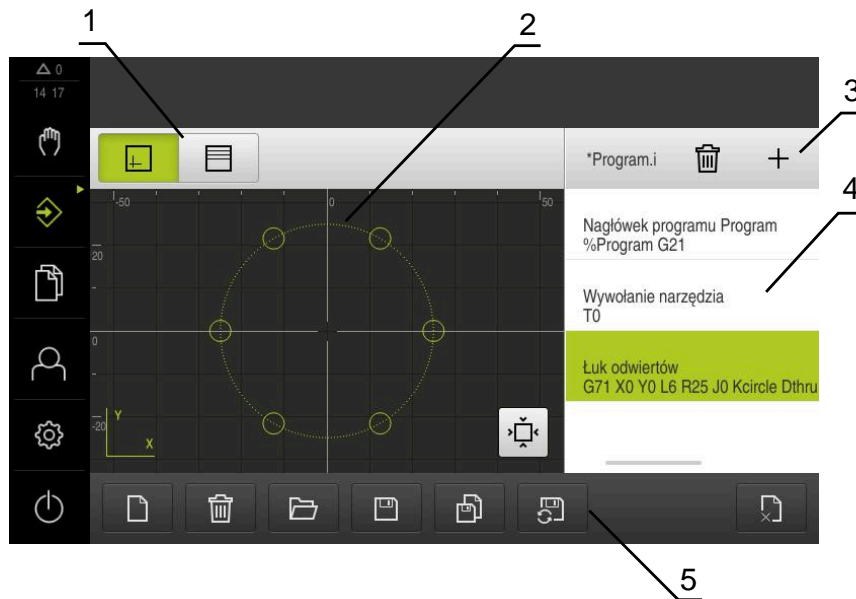 1
2
3
4
5
0
14 17
*Program.i
-50
0
50
20
0
-20
Y
X
Nagłówek programu Program
%Program G21
Wywołanie narzędzia
T0
Łuk odwiertów
G71 X0 Y0 L6 R25 J0 Kcircle Dthru